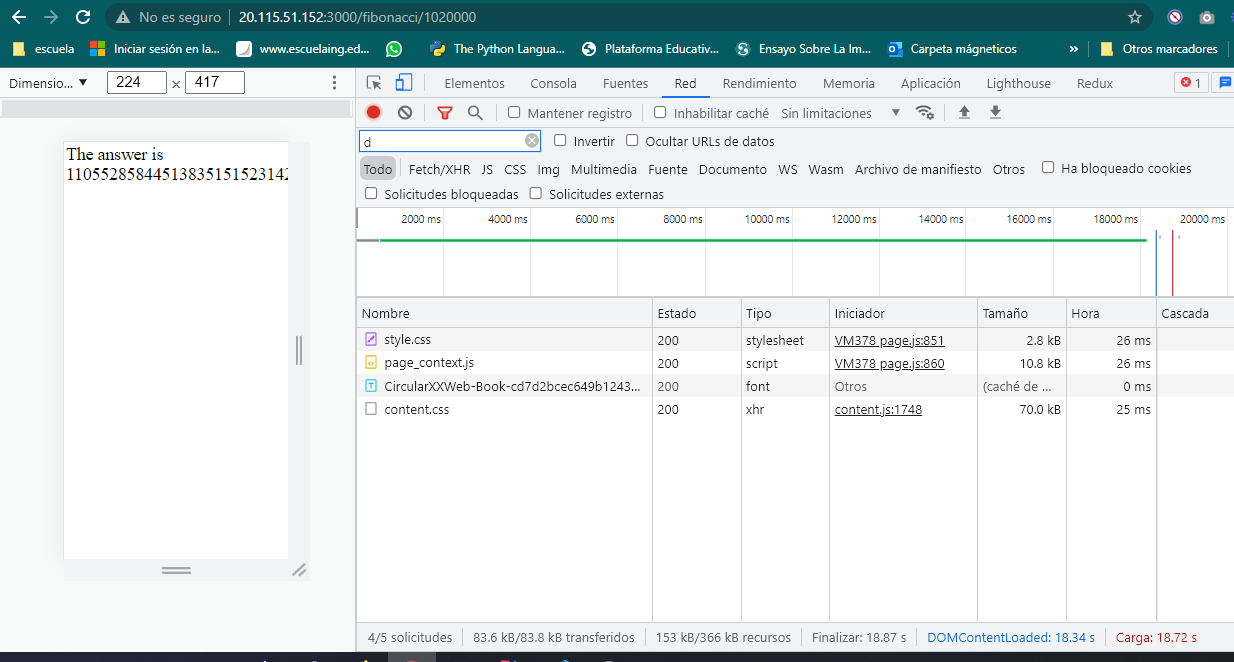 No es seguro 20.115.51.152:3000/fibonacci/1020000
escuela Iniciar sesión en la... www.escuelaing.ed... The Python Langua... Plataforma Educativ... Ensayo Sobre La Im... Carpeta mágneticos » Otros marcadores
Dimensio... ▼ 224 × 417
Elementos Consola Fuentes Red Rendimiento Memoria Aplicación Lighthouse Redux 1
Mantener registro Inhabilitar caché Sin limitaciones ▼
d Invertir Ocultar URLs de datos
Todo Fetch/XHR JS CSS Img Multimedia Fuente Documento WS Wasm Archivo de manifiesto Otros Ha bloqueado cookies
Solicitudes bloqueadas Solicitudes externas
2000 ms 4000 ms 6000 ms 8000 ms 10000 ms 12000 ms 14000 ms 16000 ms 18000 ms 20000 ms
The answer is
11055285844513835151523142
Nombre Estado Tipo Iniciador Tamaño Hora Cascada
style.css 200 stylesheet VM378 page.js:851 2.8 kB 26 ms
page_context.js 200 script VM378 page.js:860 10.8 kB 26 ms
CircularXXWeb-Book-cd7d2bcec649b1243... 200 font Otros (caché de ... 0 ms
content.css 200 xhr content.js:1748 70.0 kB 25 ms
4/5 solicitudes 83.6 kB/83.8 kB transferidos 153 kB/366 kB recursos Finalizar: 18.87 s DOMContentLoaded: 18.34 s Carga: 18.72 s